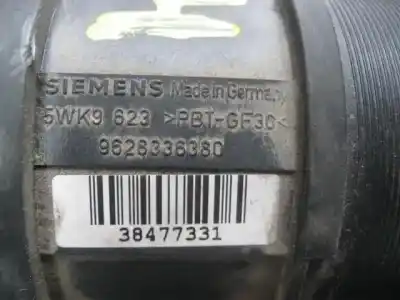 SIEMENS Made in Germany
5WK9 623 >PBT-GF30<
9628336380
38477331